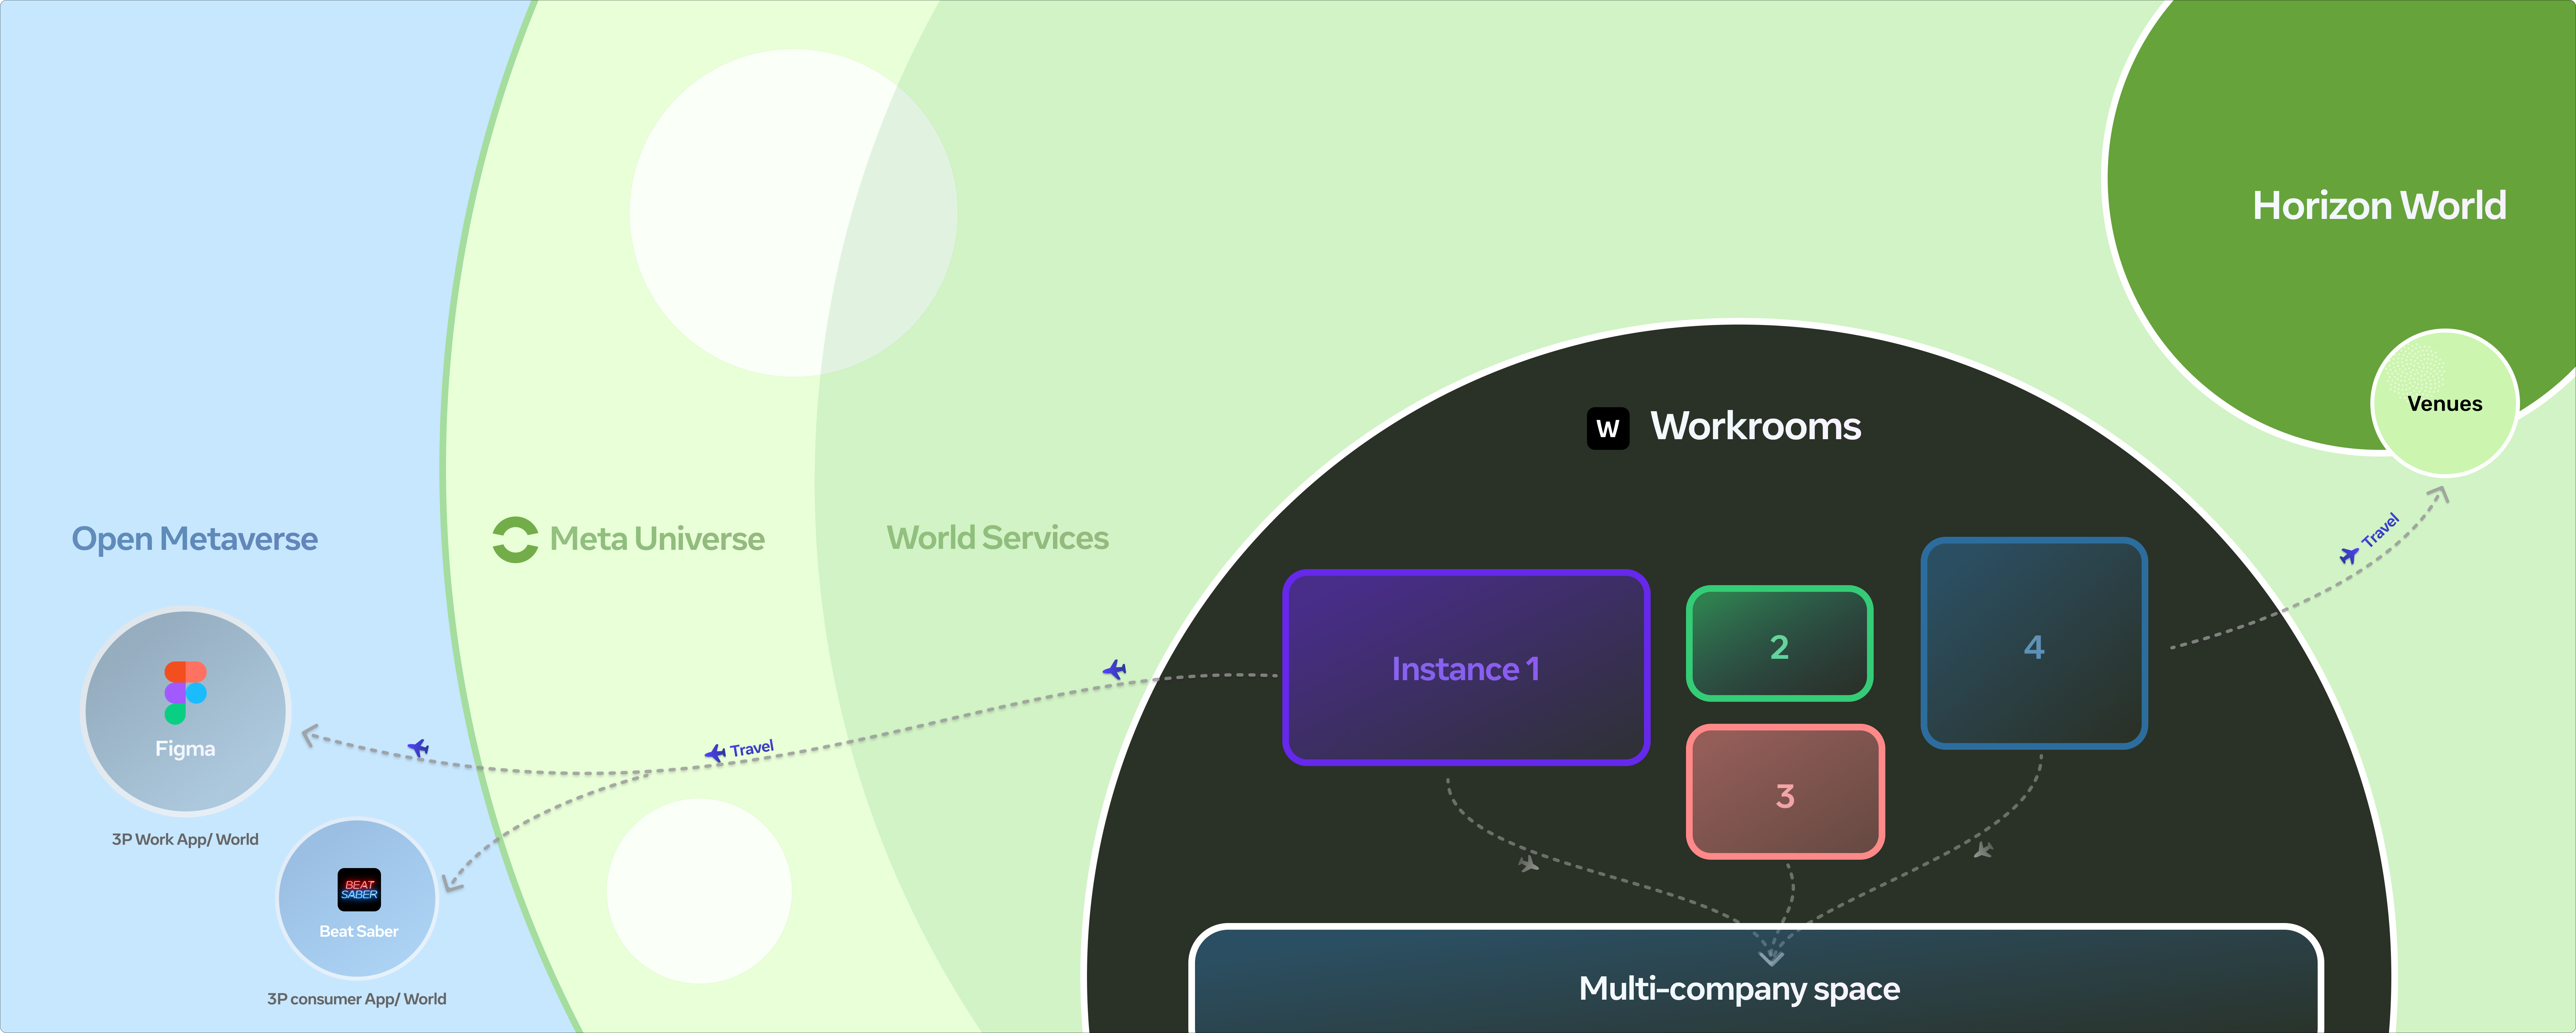 Horizon World
Venues
W
Workrooms
Open Metaverse
Meta Universe
World Services
Travel
Instance 1
2
4
3
Travel
Figma
3P Work App/ World
BEAT
SABER
Beat Saber
3P consumer App/ World
Multi-company space